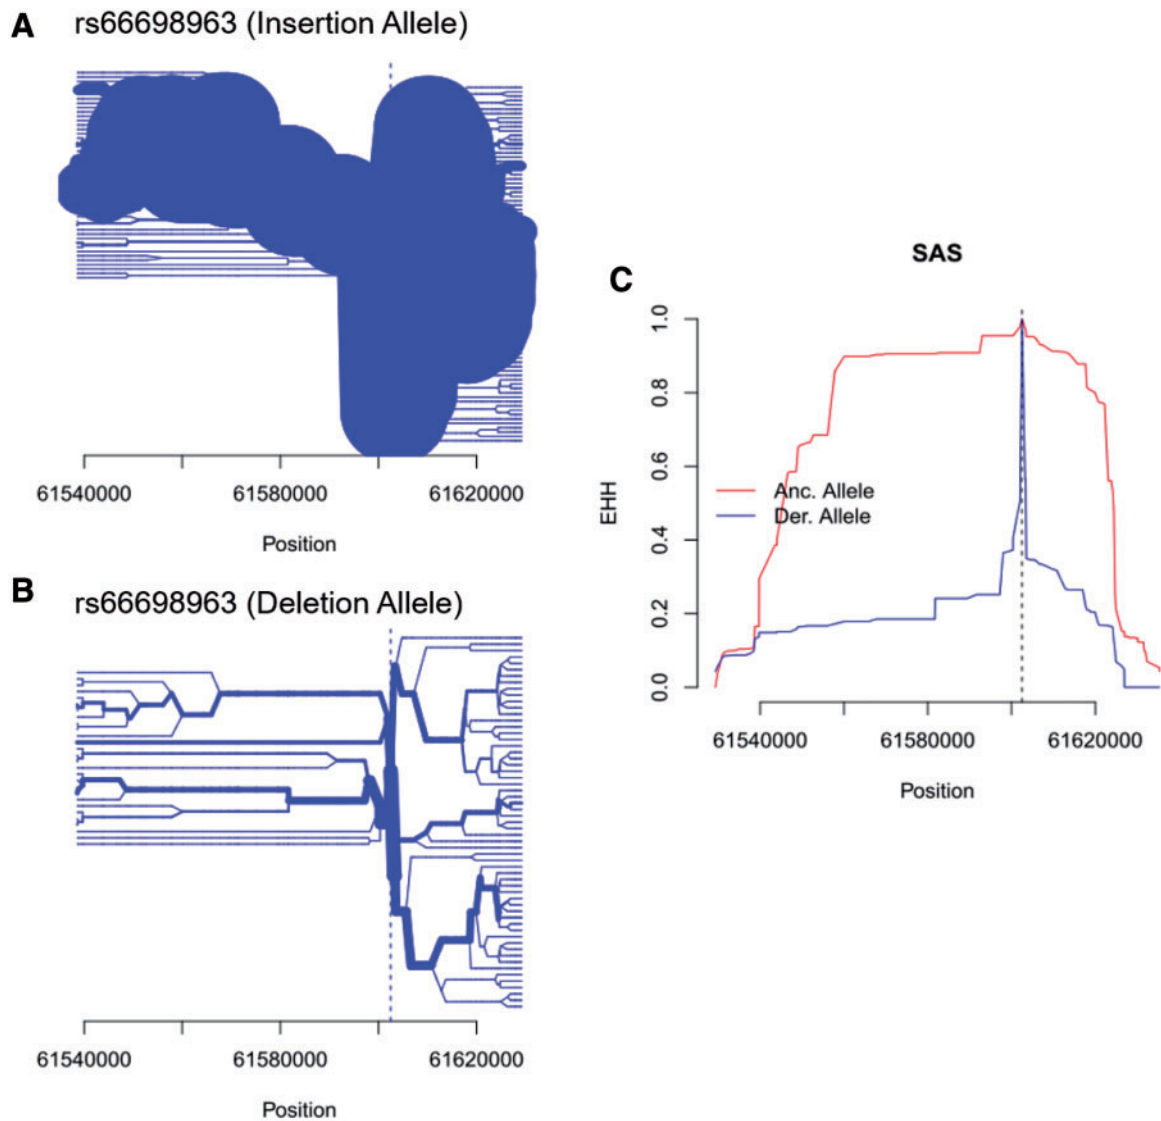 A rs66698963 (Insertion Allele)
61540000 61580000 61620000
Position
B rs66698963 (Deletion Allele)
61540000 61580000 61620000
Position
C
SAS
EHH
0.0 0.2 0.4 0.6 0.8 1.0
Anc. Allele
Der. Allele
61540000 61580000 61620000
Position